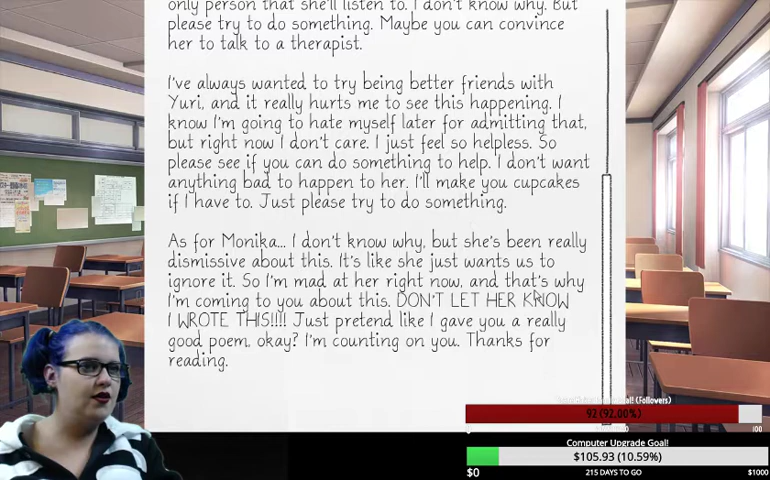 only person that she'll listen to. I don't know why. But
please try to do something. Maybe you can convince
her to talk to a therapist.
I've always wanted to try being better friends with
Yuri, and it really hurts me to see this happening. I
know I'm going to hate myself later for admitting that,
but right now I don't care. I just feel so helpless. So
please see if you can do something to help. I don't want
anything bad to happen to her. I'll make you cupcakes
if I have to. Just please try to do something.
As for Monika... I don't know why, but she's been really
dismissive about this. It's like she just wants us to
ignore it. So I'm mad at her right now, and that's why
I'm coming to you about this. DON'T LET HER KNOW
I WROTE THIS!!!! Just pretend like I gave you a really
good poem, okay? I'm counting on you. Thanks for
reading.
Goal! (Followers)
92 (92.00%)
100
Computer Upgrade Goal!
$105.93 (10.59%)
$0 215 DAYS TO GO $1000